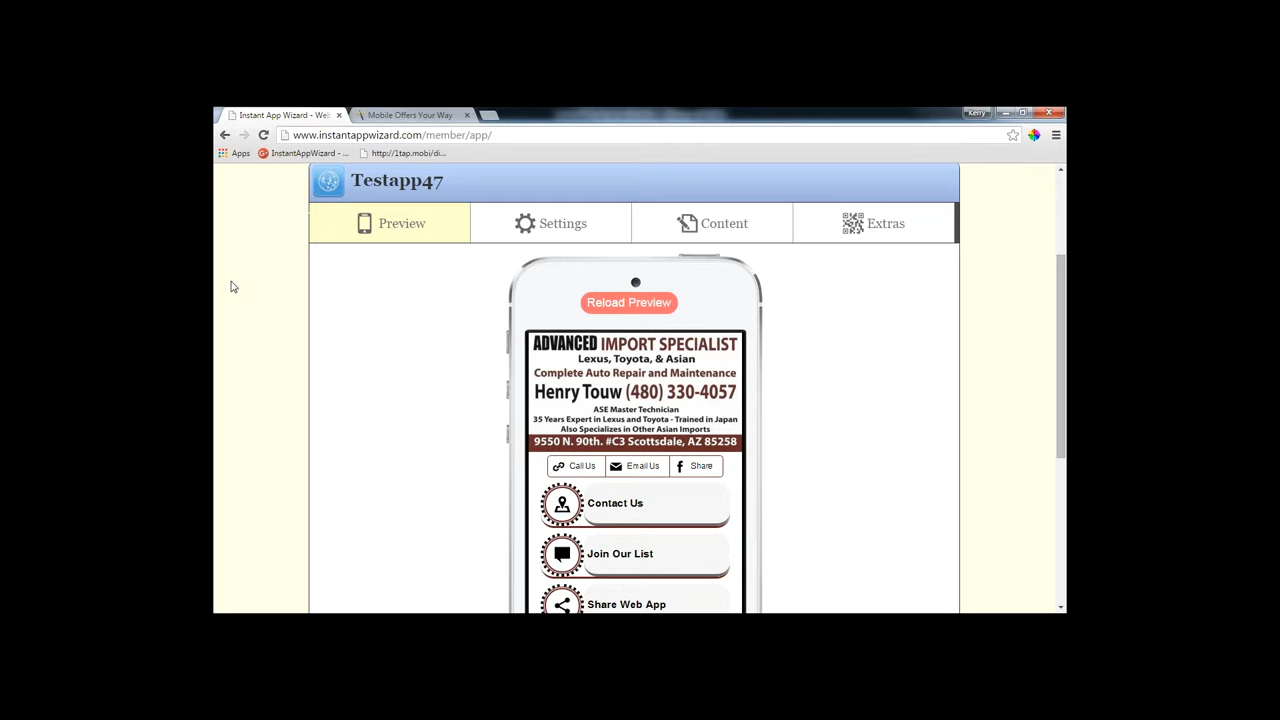 Instant App Wizard - Web
Mobile Offers Your Way
Kerry
www.instantappwizard.com/member/app/
Apps
InstantAppWizard - ...
http://1tap.mobi/di...
Testapp47
Preview
Settings
Content
Extras
Reload Preview
ADVANCED IMPORT SPECIALIST
Lexus, Toyota, & Asian
Complete Auto Repair and Maintenance
Henry Touw (480) 330-4057
ASE Master Technician
35 Years Expert in Lexus and Toyota - Trained in Japan
Also Specializes in Other Asian Imports
9550 N. 90th. #C3 Scottsdale, AZ 85258
Call Us
Email Us
Share
Contact Us
Join Our List
Share Web App